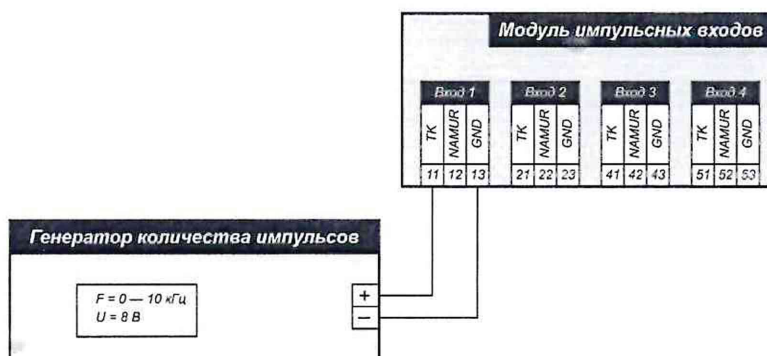 Модуль импульсных входов
Вход 1 Вход 2 Вход 3 Вход 4
ТК NAMUR GND ТК NAMUR GND ТК NAMUR GND ТК NAMUR GND
11 12 13 21 22 23 41 42 43 51 52 53
Генератор количества импульсов
F = 0 — 10 кГц
U = 8 В
+
−